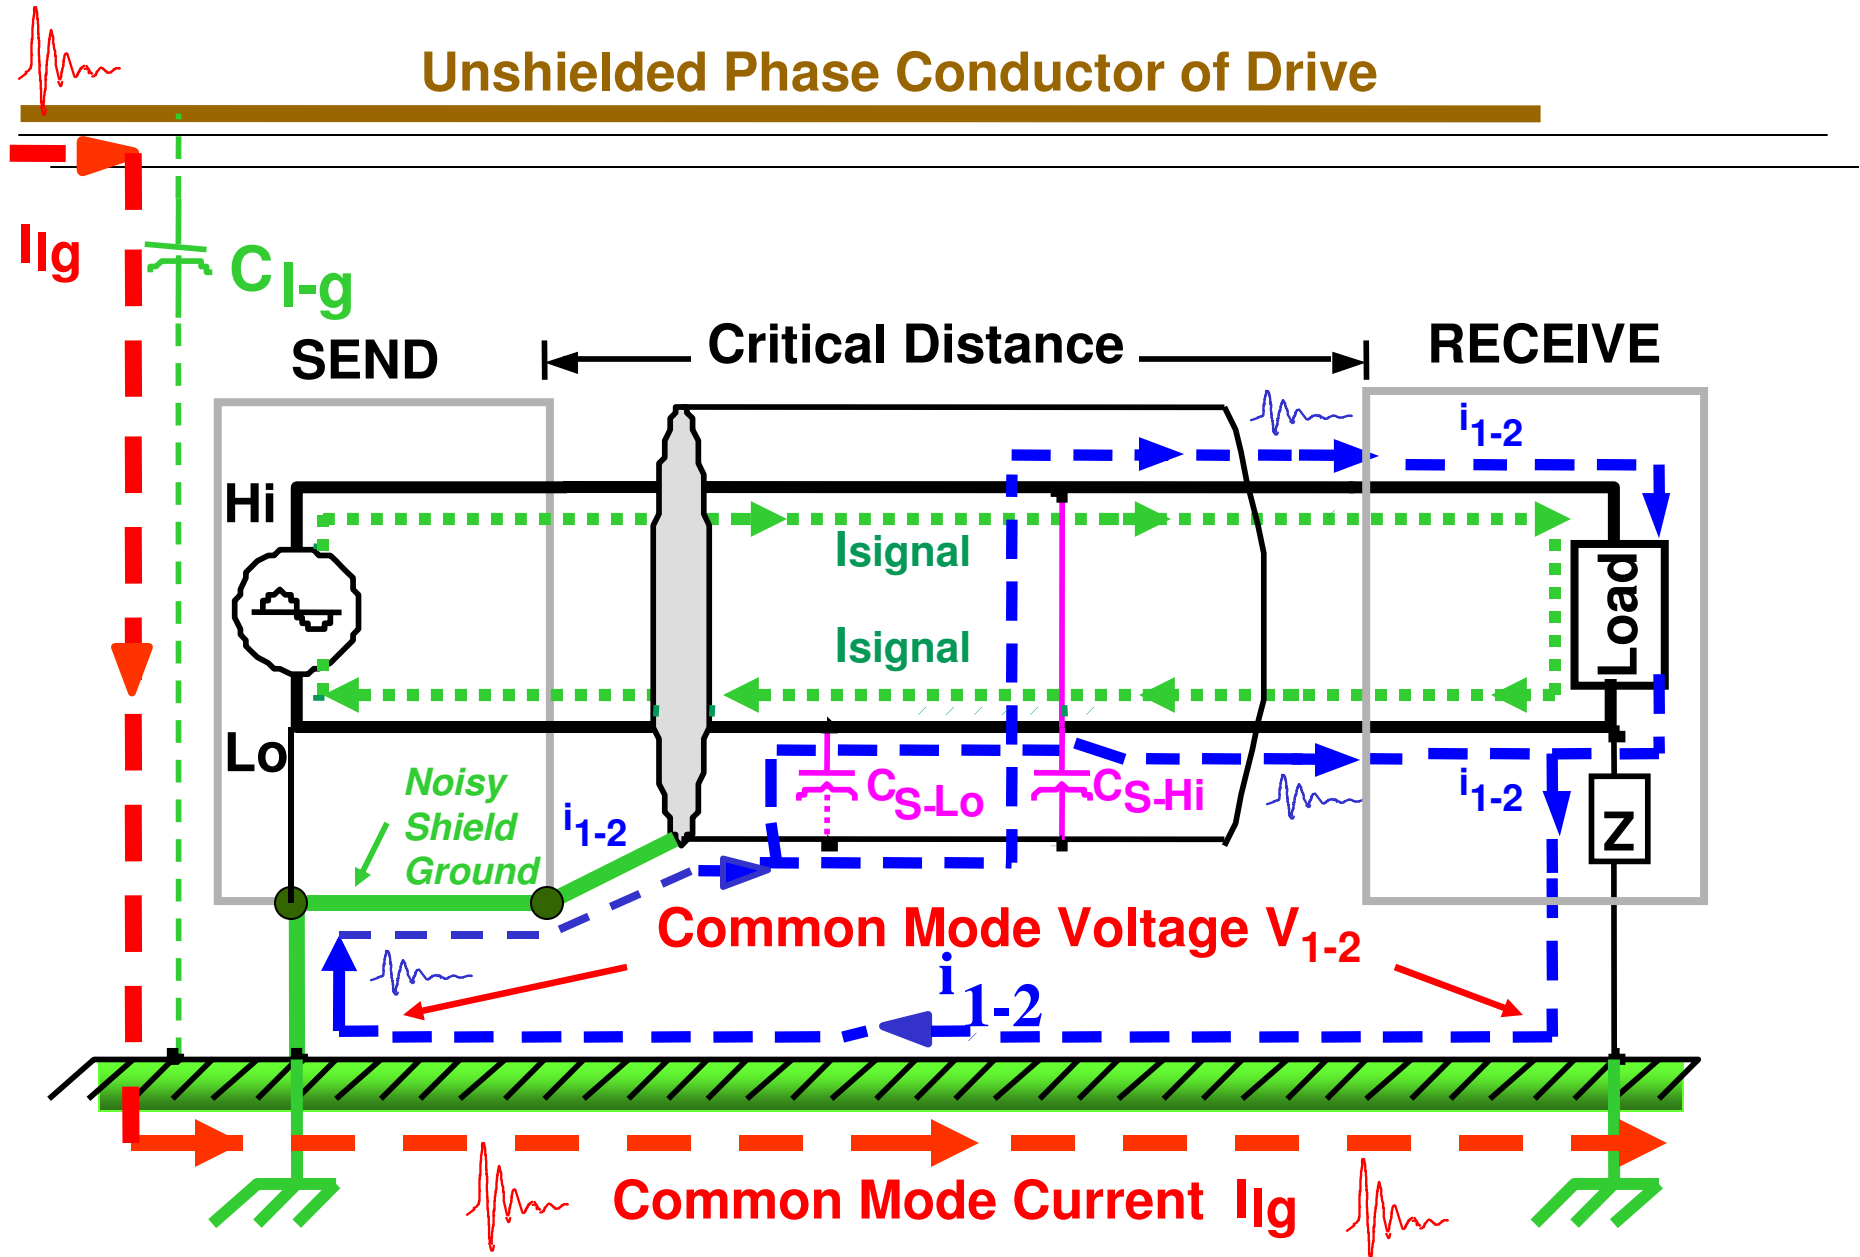 Unshielded Phase Conductor of Drive
Ilg
C l-g
SEND
Critical Distance
RECEIVE
i1-2
Hi
Isignal
Load
Isignal
Lo
Noisy
Shield
Ground
i1-2
CS-Lo
CS-Hi
i1-2
Z
Common Mode Voltage V1-2
i 1-2
Common Mode Current Ilg